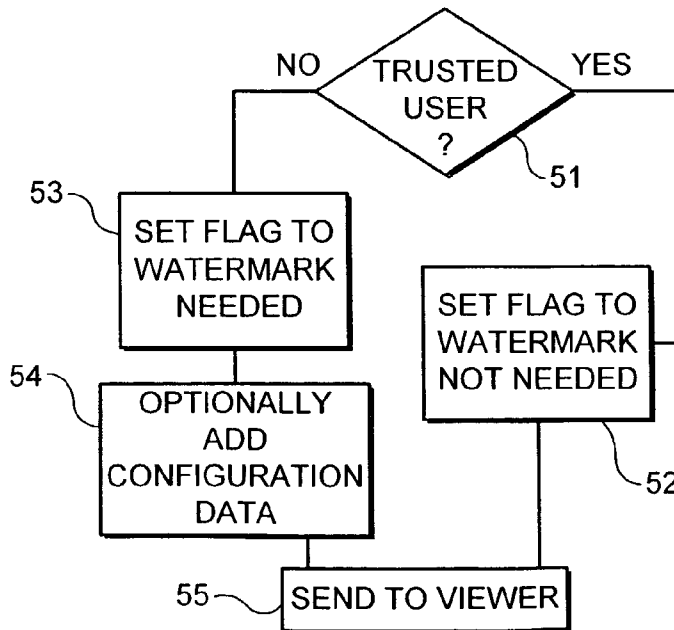 NO
TRUSTED
USER
?
YES
51
53
SET FLAG TO
WATERMARK
NEEDED
SET FLAG TO
WATERMARK
NOT NEEDED
52
54
OPTIONALLY
ADD
CONFIGURATION
DATA
55
SEND TO VIEWER